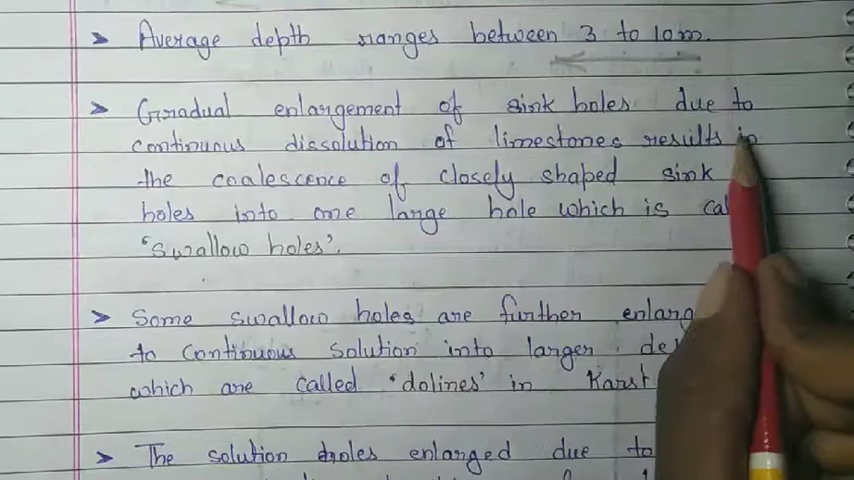 ➤ Average depth ranges between 3 to 10m.
➤ Gradual enlargement of sink holes due to
continuous dissolution of limestones results in
the coalescence of closely shaped sink
holes into one large hole which is
'swallow holes'.
➤ Some swallow holes are further
to continuous solution into larger
which are called 'dolines' in Karst
➤ The solution holes enlarged due to